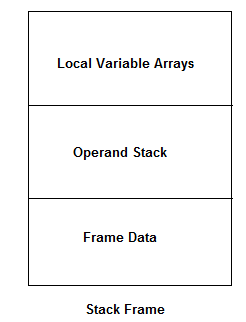 Local Variable Arrays
Operand Stack
Frame Data
Stack Frame